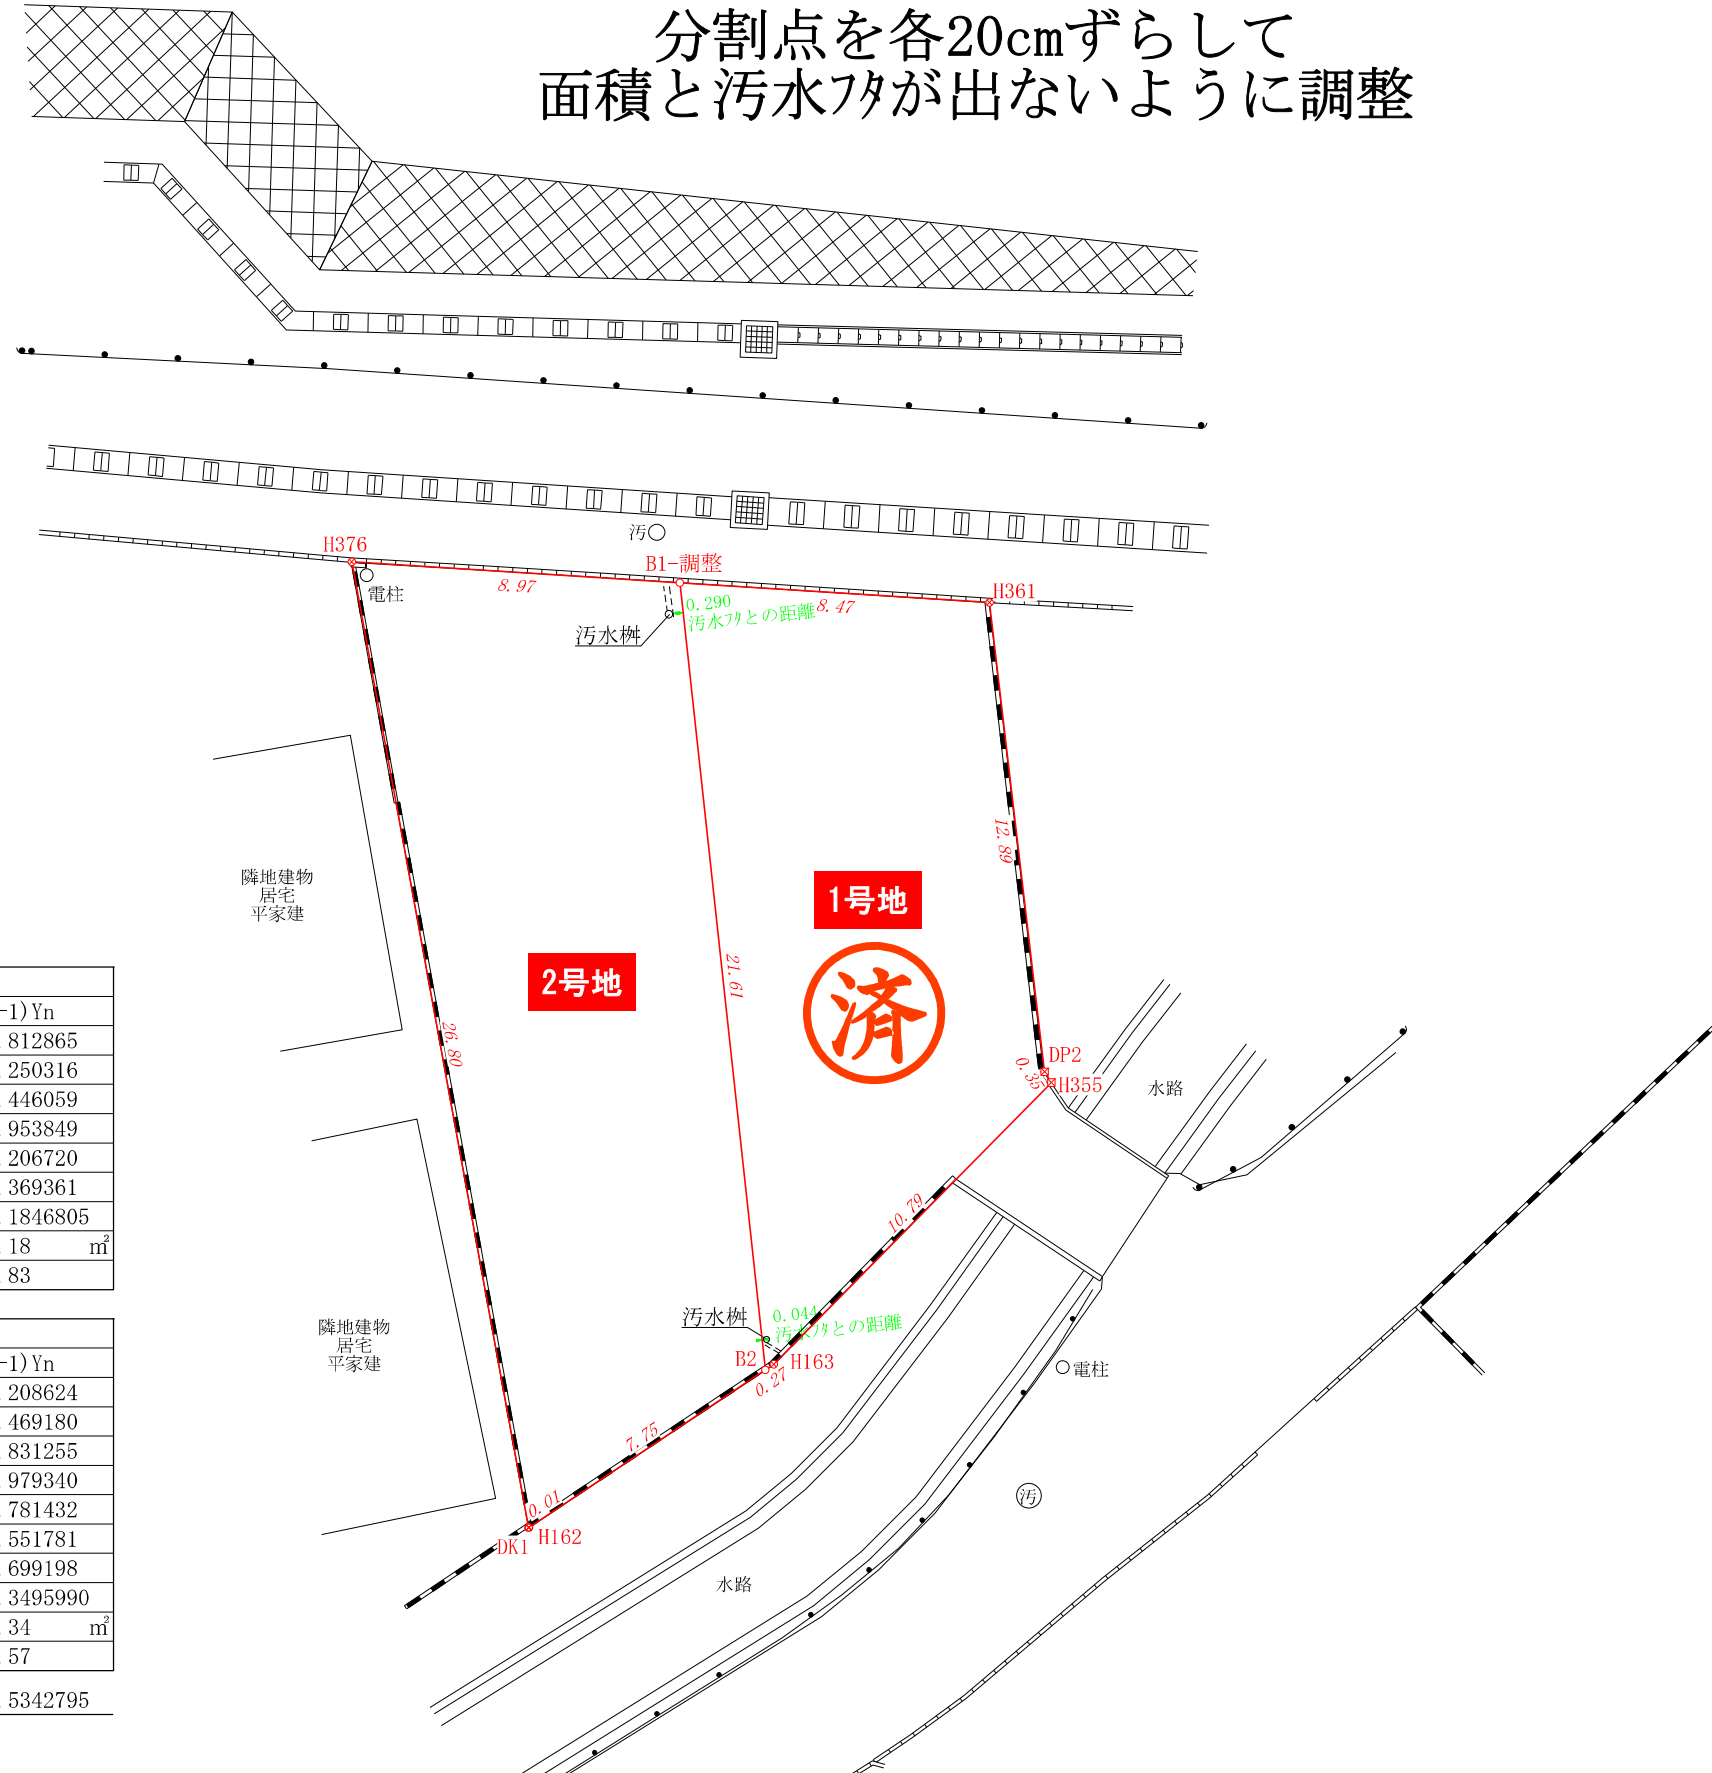 分割点を各20cmずらして
面積と汚水ﾌﾀが出ないように調整
汚
H376
B1-調整
8.97
H361
電柱
0.290
汚水ﾌﾀとの距離
8.47
汚水桝
12.89
隣地建物
居宅
平家建
1号地
済
2号地
21.61
26.80
-1)Yn
812865
250316
446059
953849
206720
369361
1846805
18 ㎡
83
DP2
0.35
H355
水路
10.79
隣地建物
居宅
平家建
汚水桝
0.044
汚水ﾌﾀとの距離
B2
H163
0.27
電柱
-1)Yn
208624
469180
831255
979340
781432
551781
699198
3495990
34 ㎡
57
5342795
7.75
0.01
DK1
H162
汚
水路